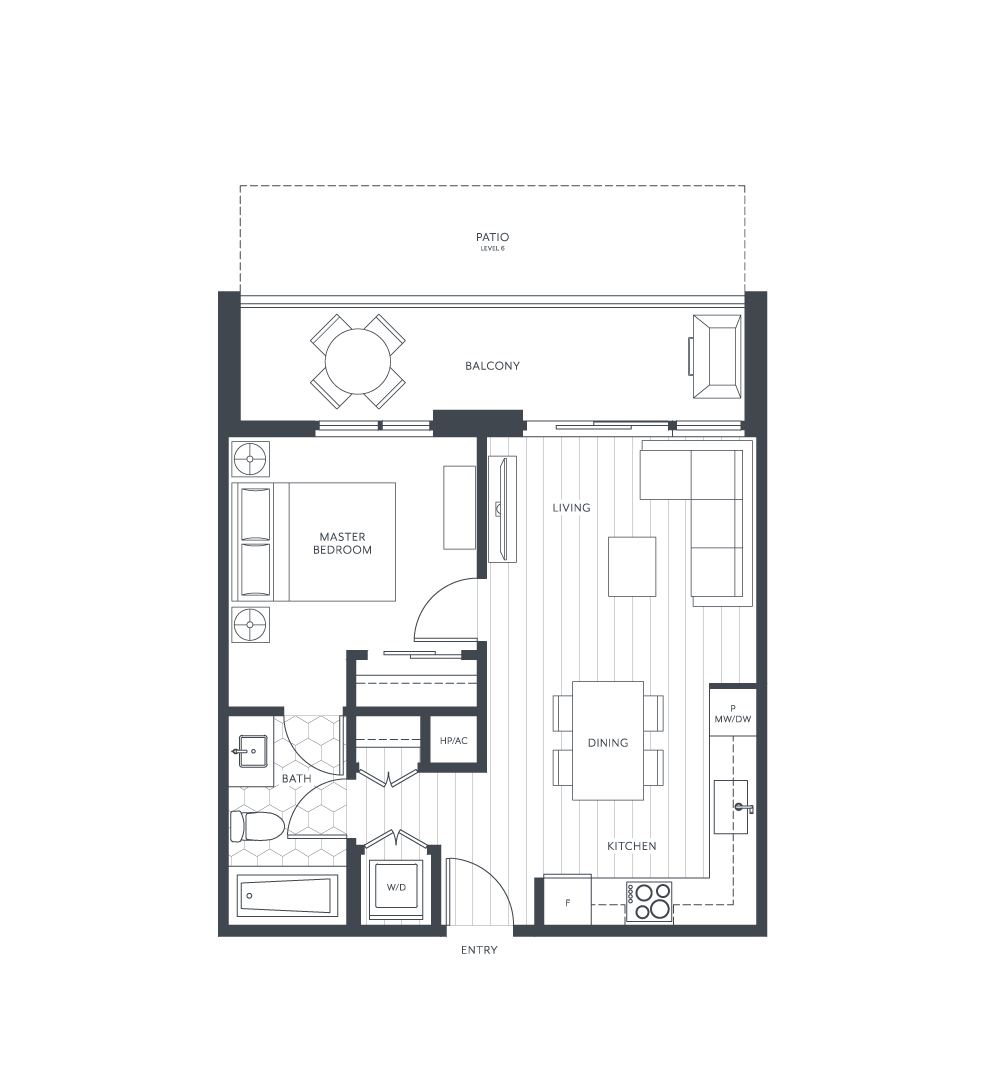 PATIO
LEVEL 6
BALCONY
LIVING
MASTER
BEDROOM
P
MW/DW
HP/AC
DINING
BATH
KITCHEN
W/D
F
ENTRY